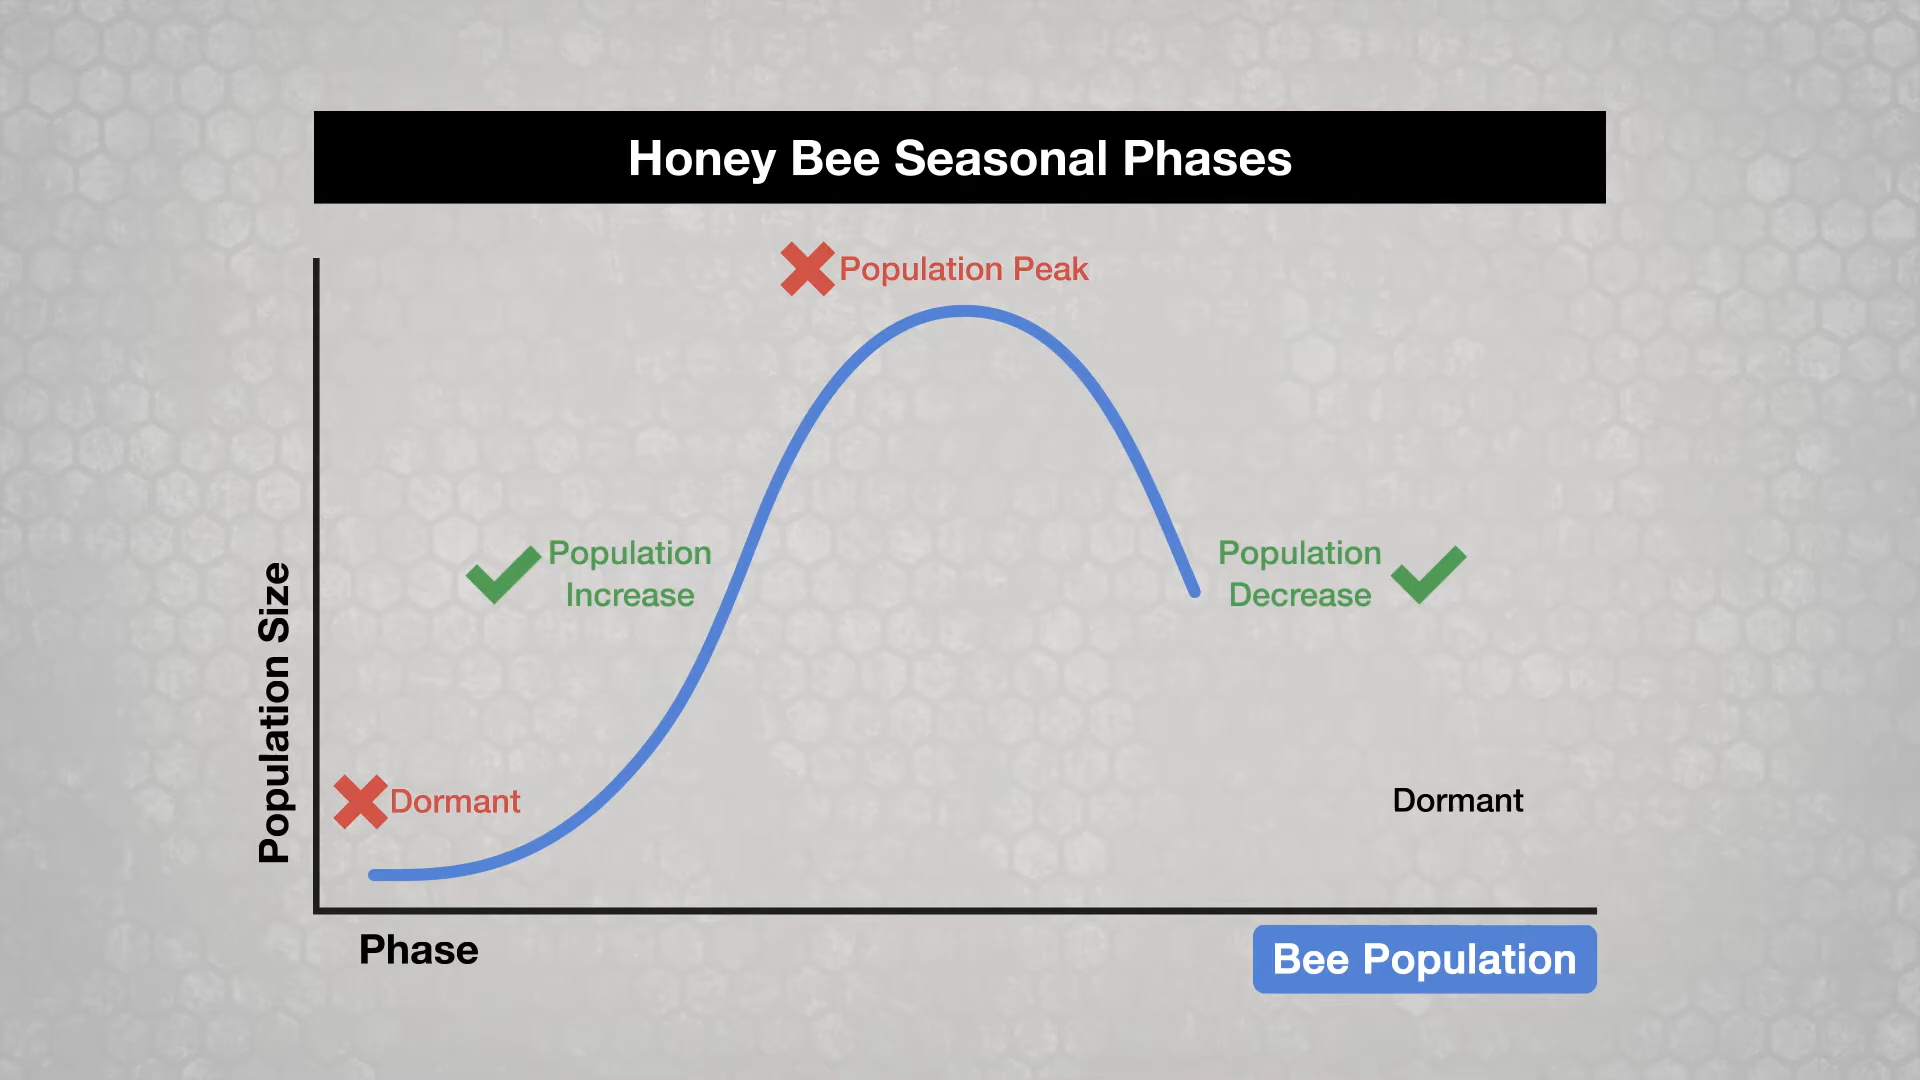 Honey Bee Seasonal Phases
Population Peak
Population
Increase
Population
Decrease
Population Size
Dormant
Dormant
Phase
Bee Population